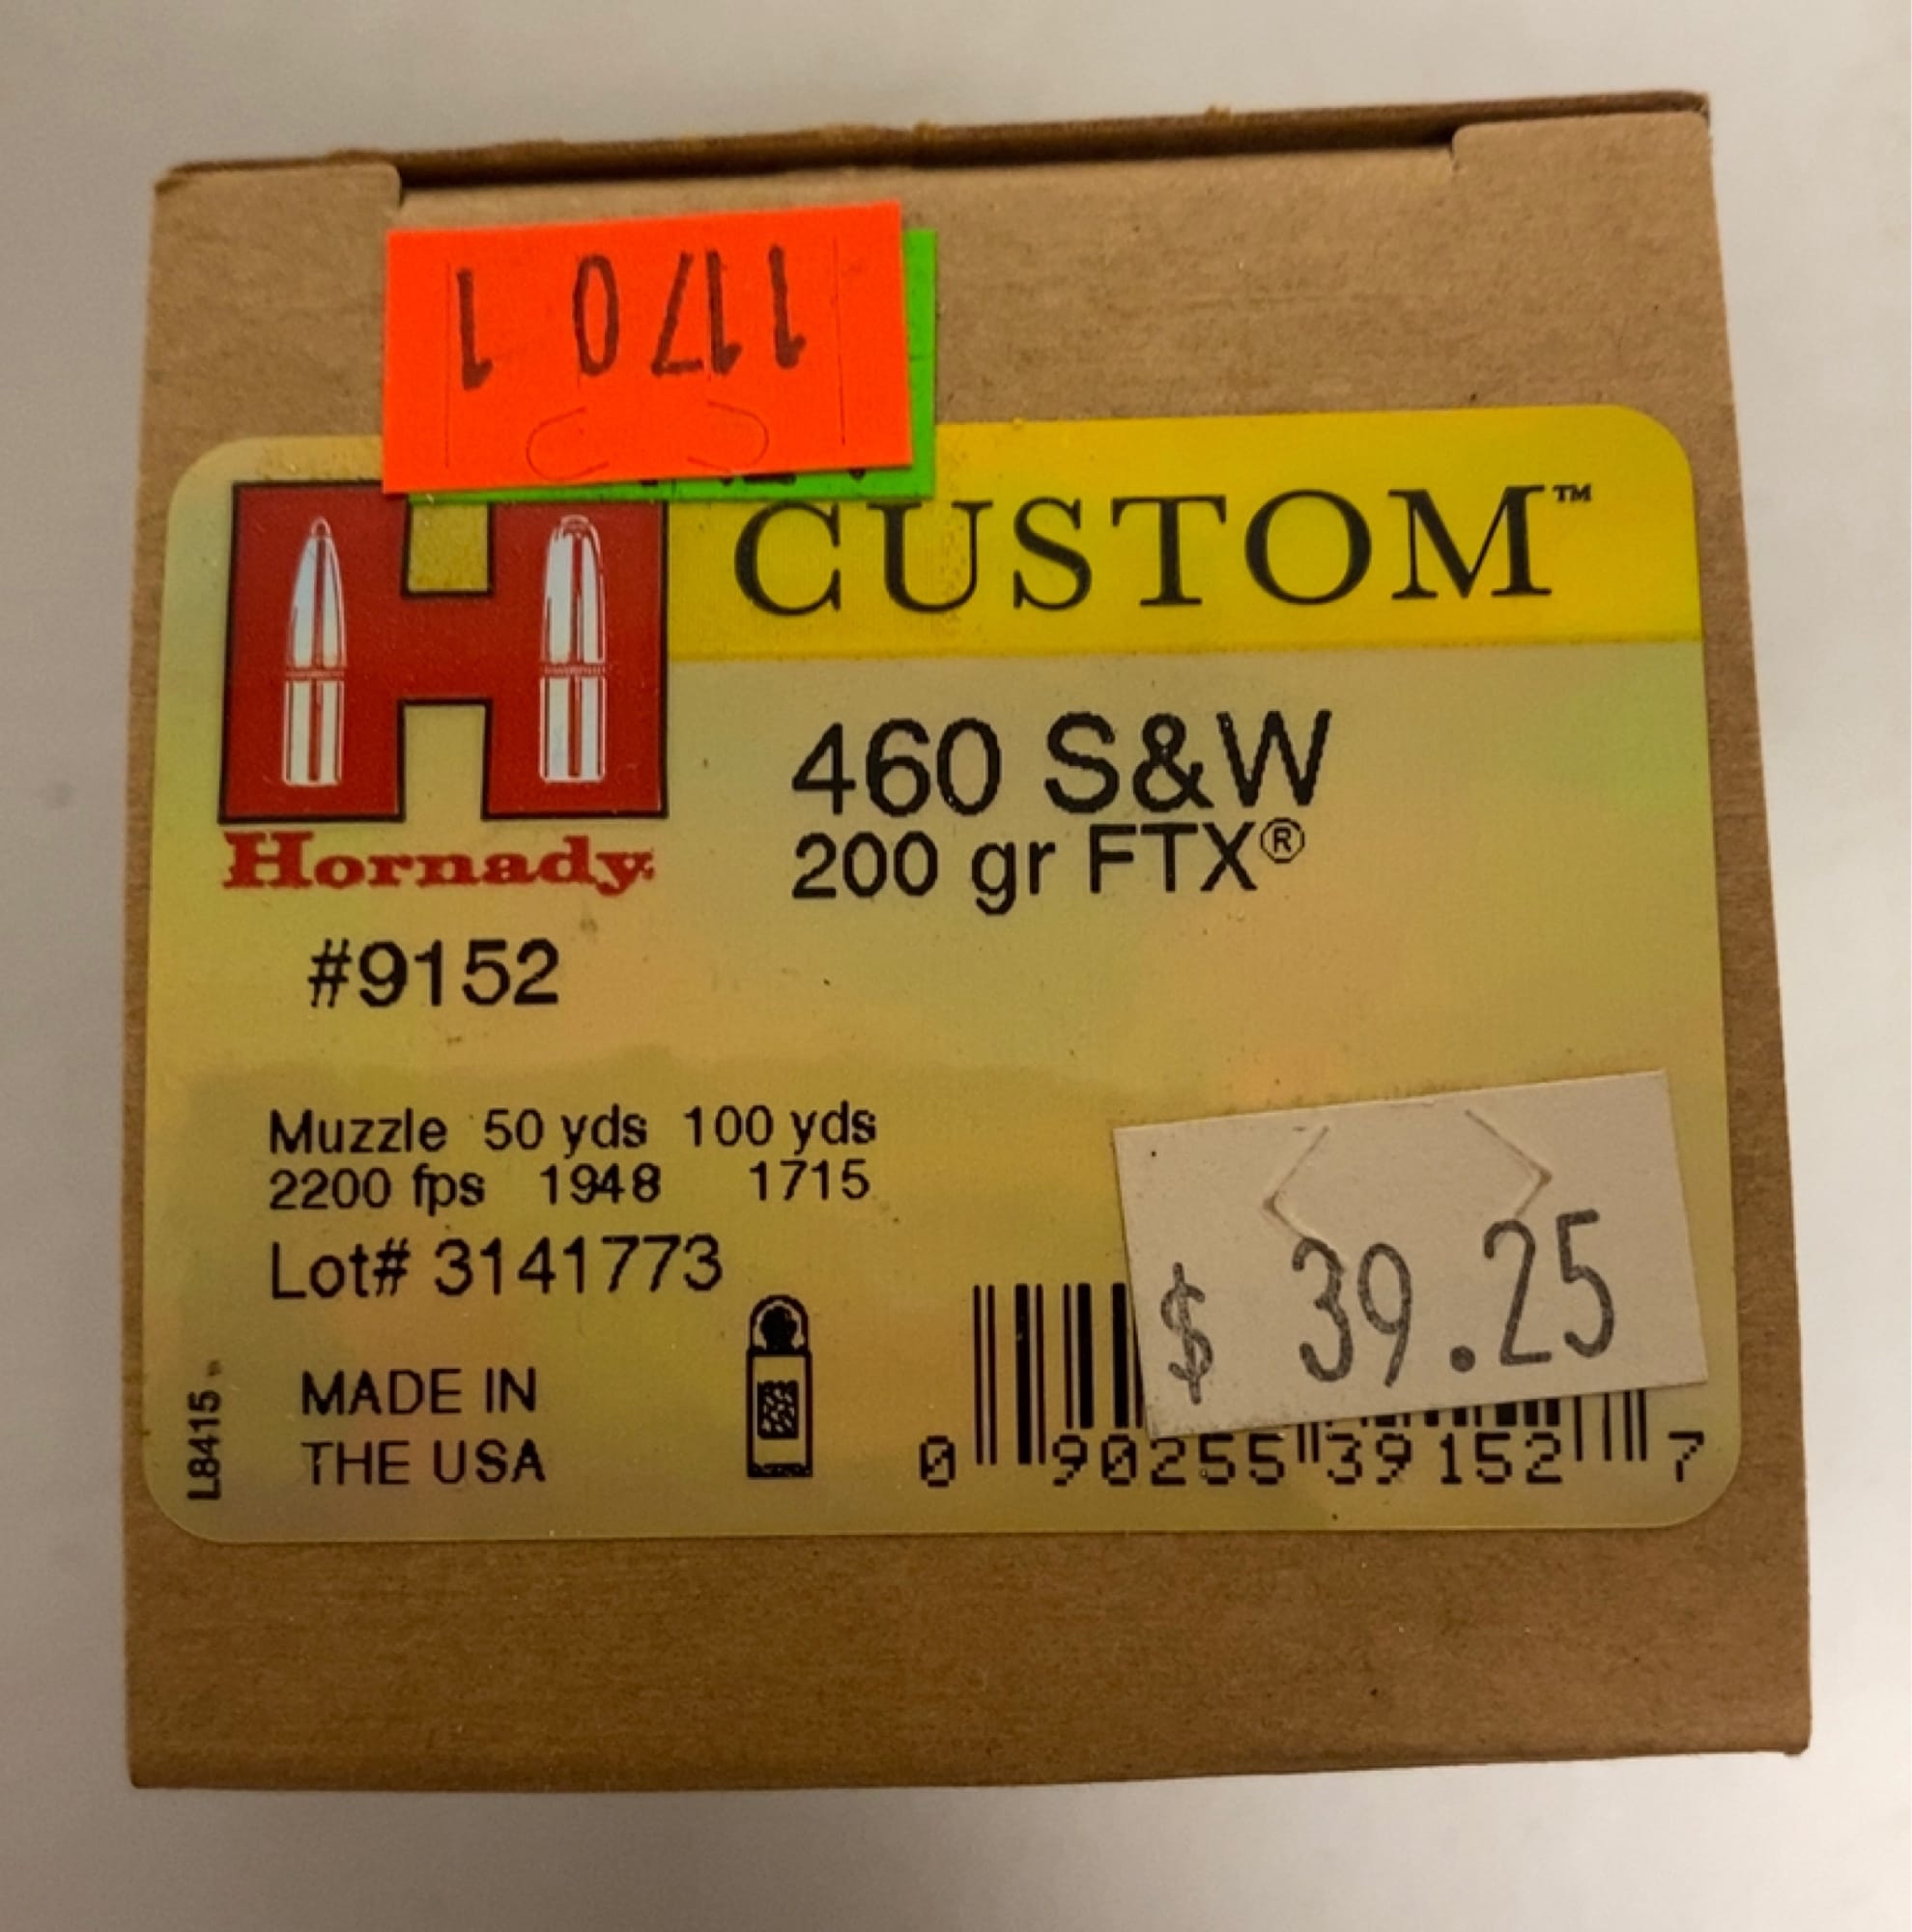 1170 1
CUSTOM™
Hornady
460 S&W
200 gr FTX®
#9152
Muzzle 50 yds 100 yds
2200 fps 1948 1715
Lot# 3141773
$ 39.25
L8415
MADE IN
THE USA
0 90255 39152 7